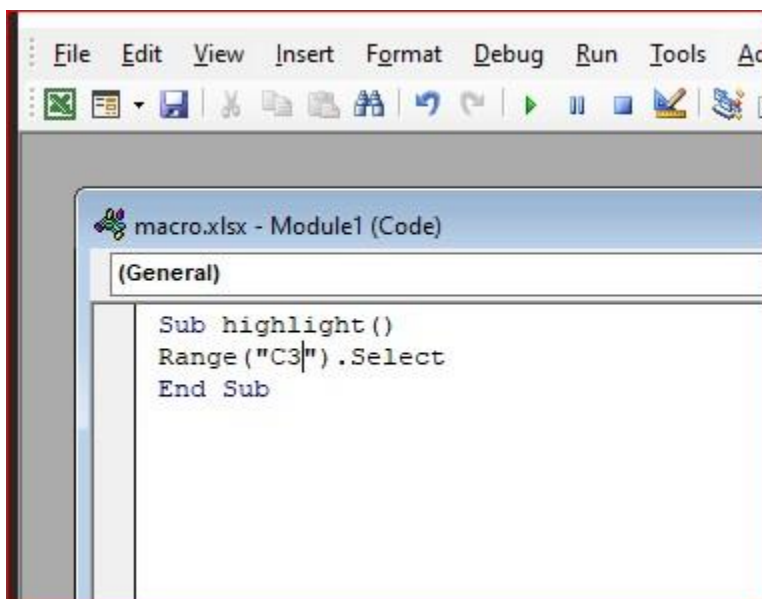 File Edit View Insert Format Debug Run Tools
macro.xlsx - Module1 (Code)
(General)
Sub highlight()
Range("C3").Select
End Sub